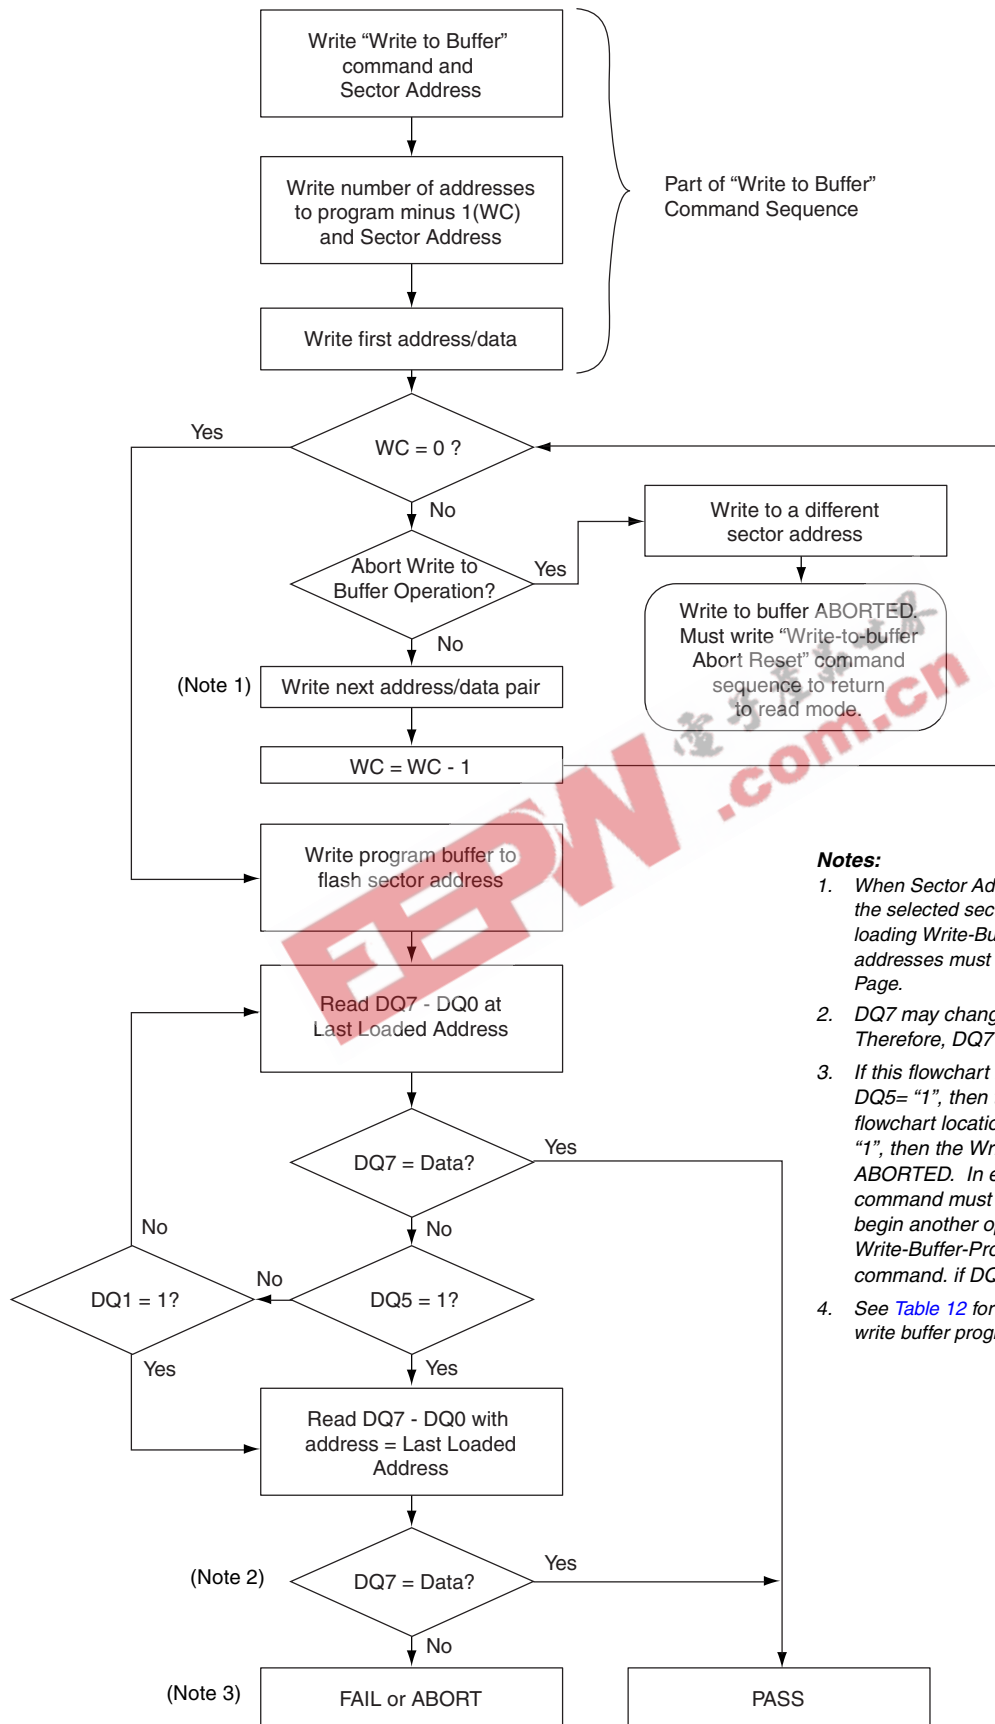 Write “Write to Buffer”
command and
Sector Address
Write number of addresses
to program minus 1(WC)
and Sector Address
Write first address/data
Part of “Write to Buffer”
Command Sequence
Yes
WC = 0 ?
No
Abort Write to
Buffer Operation?
Yes
Write to a different
sector address
No
Write to buffer ABORTED.
Must write “Write-to-buffer
Abort Reset” command
sequence to return
to read mode.
(Note 1)
Write next address/data pair
WC = WC - 1
電子產品世界
EEPW
.com.cn
Write program buffer to
flash sector address
Read DQ7 - DQ0 at
Last Loaded Address
DQ7 = Data?
Yes
No
No
DQ1 = 1?
No
DQ5 = 1?
Yes
Yes
Read DQ7 - DQ0 with
address = Last Loaded
Address
(Note 2)
DQ7 = Data?
Yes
No
(Note 3)
FAIL or ABORT
PASS
Notes:
1. When Sector Ad
the selected sec
loading Write-Bu
addresses must
Page.
2. DQ7 may chang
Therefore, DQ7
3. If this flowchart
DQ5= “1”, then
flowchart locatio
“1”, then the Wri
ABORTED. In e
command must
begin another op
Write-Buffer-Pro
command. if DQ
4. See Table 12 for
write buffer prog